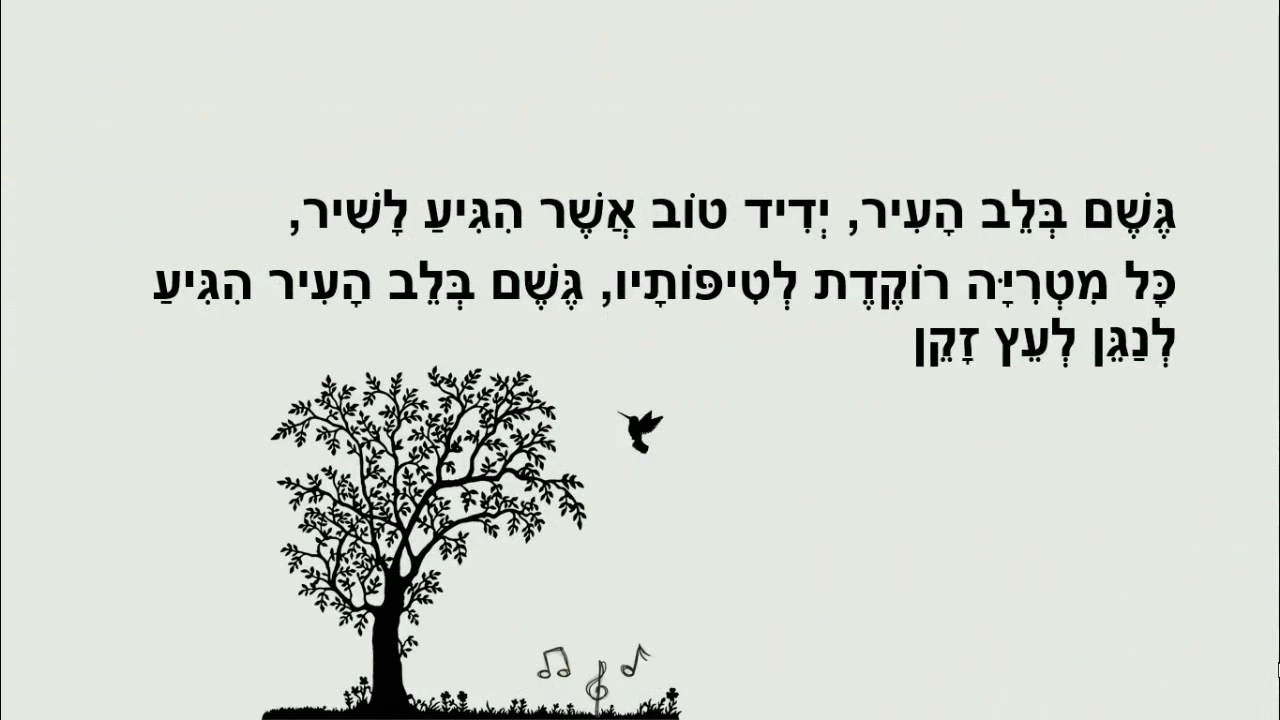 גֶּשֶׁם בְּלֵב הָעִיר, יְדִיד טוֹב אֲשֶׁר הִגִּיעַ לָשִׁיר,
כָּל מִטְרִיָּה רוֹקֶדֶת לְטִיפּוֹתָיו, גֶּשֶׁם בְּלֵב הָעִיר הִגִּיעַ
לְנַגֵּן לְעֵץ זָקֵן